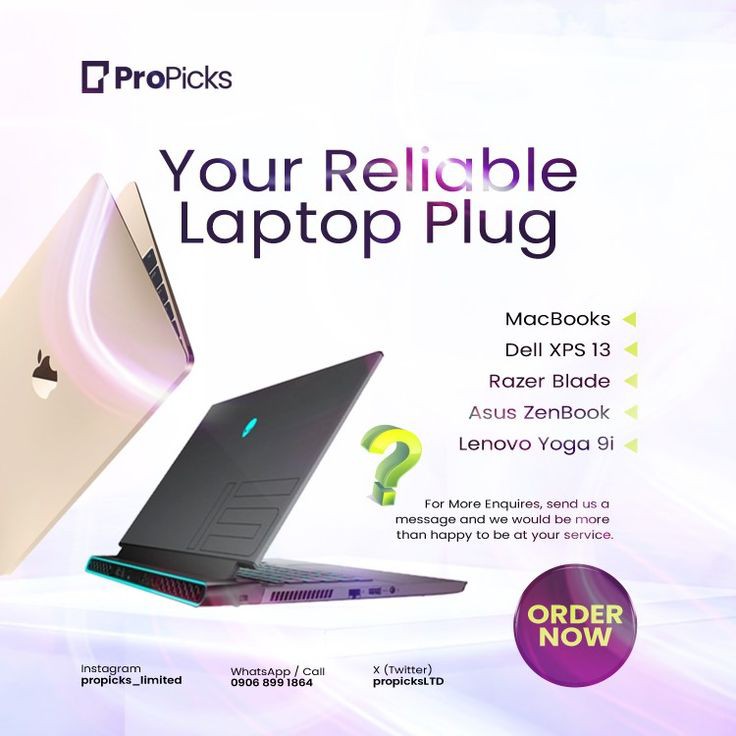 ProPicks
Your Reliable
Laptop Plug
MacBooks
Dell XPS 13
Razer Blade
Asus ZenBook
Lenovo Yoga 9i
For More Enquires, send us a
message and we would be more
than happy to be at your service.
ORDER
NOW
Instagram
propicks_limited
WhatsApp / Call
0906 899 1864
X (Twitter)
propicksLTD